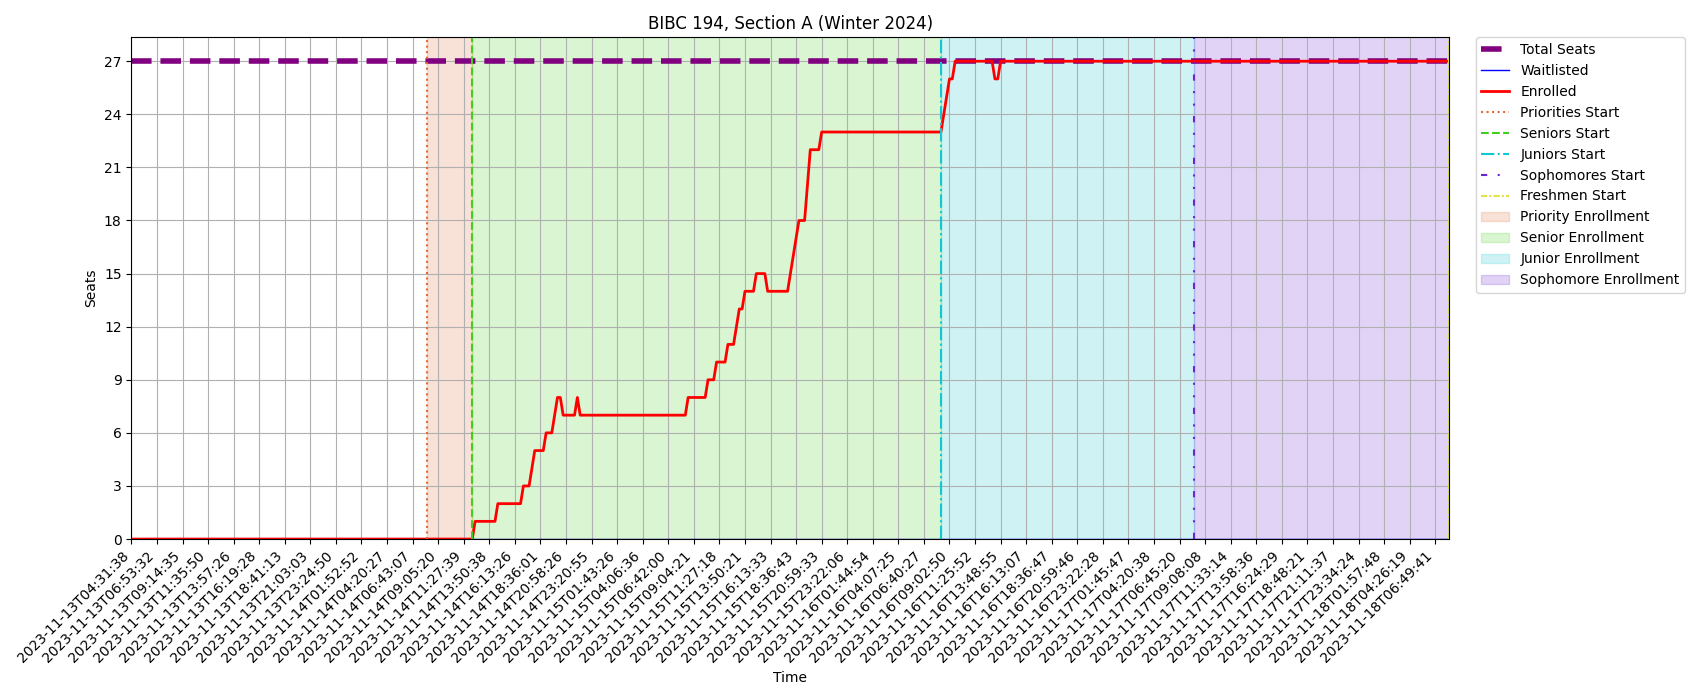 BIBC 194, Section A (Winter 2024)
Total Seats
Waitlisted
Enrolled
Priorities Start
Seniors Start
Juniors Start
Sophomores Start
Freshmen Start
Priority Enrollment
Senior Enrollment
Junior Enrollment
Sophomore Enrollment
Seats
27
24
21
18
15
12
9
6
3
0
2023-11-13T04:31:38
2023-11-13T06:53:32
2023-11-13T09:14:35
2023-11-13T11:35:50
2023-11-13T13:57:26
2023-11-13T16:19:28
2023-11-13T18:41:13
2023-11-13T21:03:03
2023-11-13T23:24:50
2023-11-14T01:52:52
2023-11-14T04:20:27
2023-11-14T06:43:07
2023-11-14T09:05:20
2023-11-14T11:27:39
2023-11-14T13:50:38
2023-11-14T16:13:26
2023-11-14T18:36:01
2023-11-14T20:58:26
2023-11-14T23:20:55
2023-11-15T01:43:26
2023-11-15T04:06:36
2023-11-15T06:42:00
2023-11-15T09:04:21
2023-11-15T11:27:18
2023-11-15T13:50:21
2023-11-15T16:13:33
2023-11-15T18:36:43
2023-11-15T20:59:33
2023-11-15T23:22:06
2023-11-16T01:44:54
2023-11-16T04:07:25
2023-11-16T06:40:27
2023-11-16T09:02:50
2023-11-16T11:25:52
2023-11-16T13:48:55
2023-11-16T16:13:07
2023-11-16T18:36:47
2023-11-16T20:59:46
2023-11-16T23:22:28
2023-11-17T01:45:47
2023-11-17T04:20:38
2023-11-17T06:45:20
2023-11-17T09:08:08
2023-11-17T11:33:14
2023-11-17T13:58:36
2023-11-17T16:24:29
2023-11-17T18:48:21
2023-11-17T21:11:37
2023-11-17T23:34:24
2023-11-18T01:57:48
2023-11-18T04:26:19
2023-11-18T06:49:41
Time